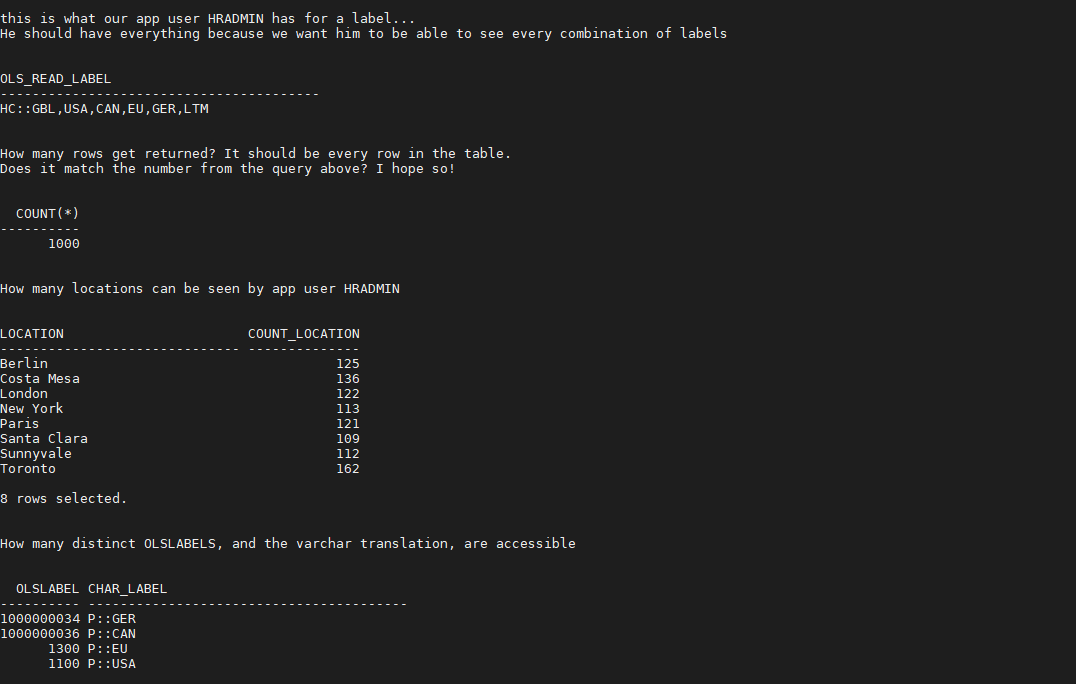 this is what our app user HRADMIN has for a label...
He should have everything because we want him to be able to see every combination of labels
OLS_READ_LABEL
----------------------------------------
HC::GBL,USA,CAN,EU,GER,LTM
How many rows get returned? It should be every row in the table.
Does it match the number from the query above? I hope so!
  COUNT(*)
----------
      1000
How many locations can be seen by app user HRADMIN
LOCATION                       COUNT_LOCATION
------------------------------ --------------
Berlin                                    125
Costa Mesa                                136
London                                    122
New York                                  113
Paris                                     121
Santa Clara                               109
Sunnyvale                                 112
Toronto                                   162
8 rows selected.
How many distinct OLSLABELS, and the varchar translation, are accessible
  OLSLABEL CHAR_LABEL
---------- ----------------------------------------
1000000034 P::GER
1000000036 P::CAN
      1300 P::EU
      1100 P::USA